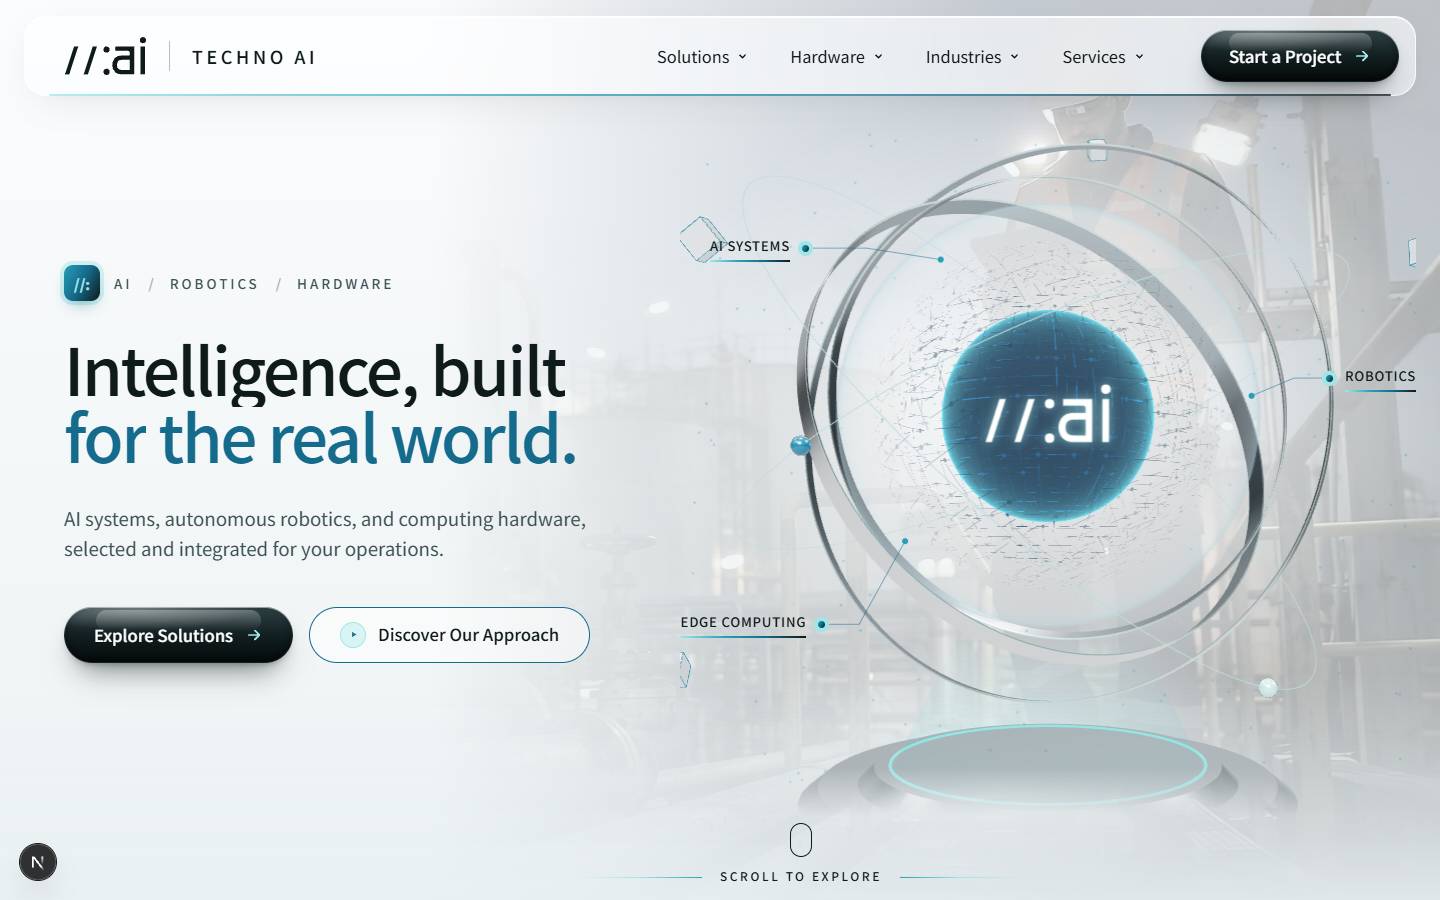 //:ai
TECHNO AI
Solutions
Hardware
Industries
Services
Start a Project
AI SYSTEMS
//: AI / ROBOTICS / HARDWARE
Intelligence, built
for the real world.
ROBOTICS
//:ai
AI systems, autonomous robotics, and computing hardware,
selected and integrated for your operations.
EDGE COMPUTING
Explore Solutions
Discover Our Approach
N
SCROLL TO EXPLORE